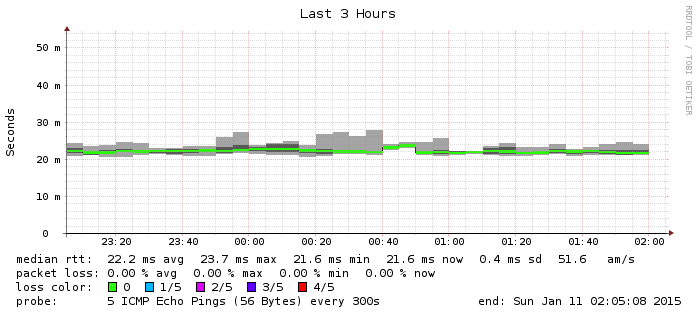 Last 3 Hours
RRDTOOL / TOBI OETIKER
Seconds
50 m
40 m
30 m
20 m
10 m
0
23:20 23:40 00:00 00:20 00:40 01:00 01:20 01:40 02:00
median rtt: 22.2 ms avg 23.7 ms max 21.6 ms min 21.6 ms now 0.4 ms sd 51.6 am/s
packet loss: 0.00 % avg 0.00 % max 0.00 % min 0.00 % now
loss color: 0 1/5 2/5 3/5 4/5
probe: 5 ICMP Echo Pings (56 Bytes) every 300s end: Sun Jan 11 02:05:08 2015